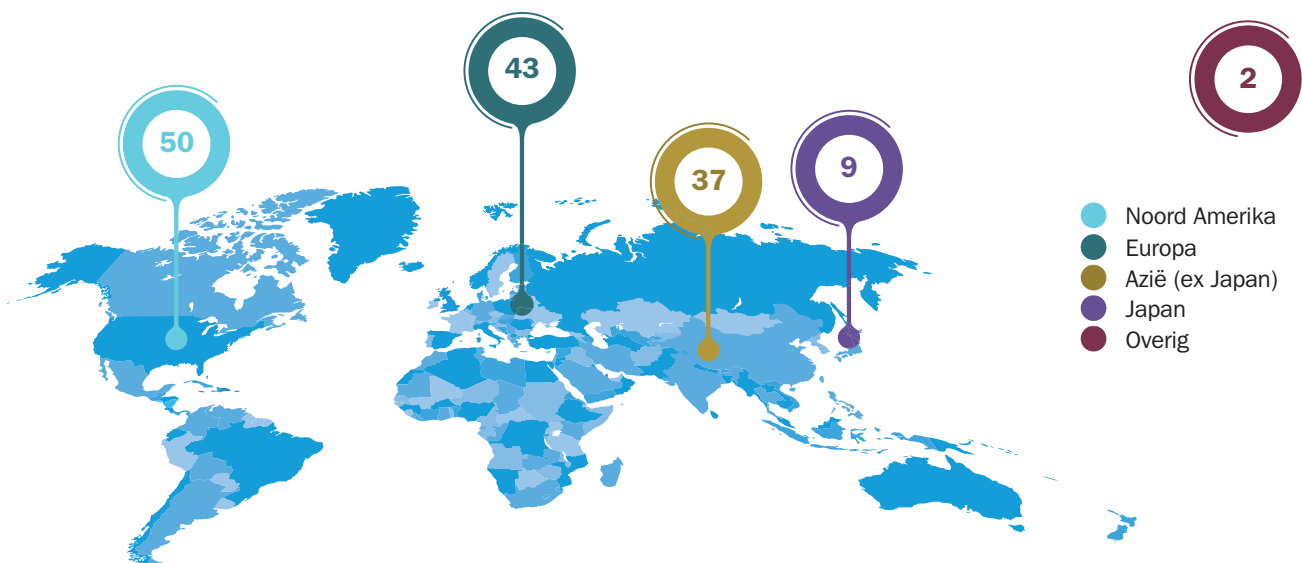 50
43
37
9
2
Noord Amerika
Europa
Azië (ex Japan)
Japan
Overig